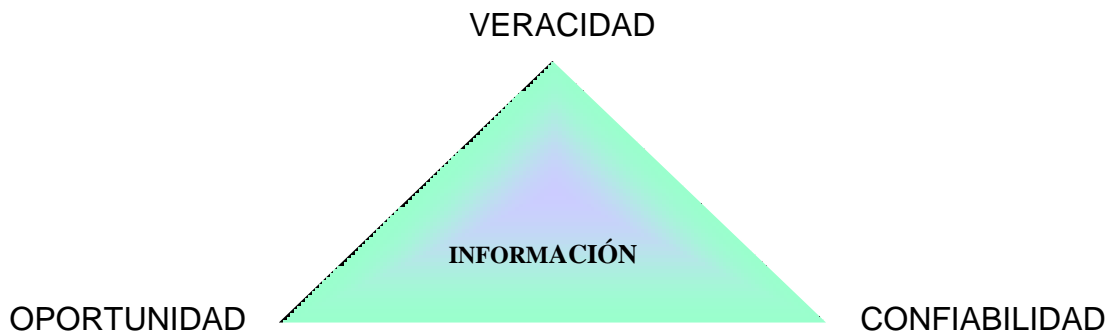 VERACIDAD
INFORMACIÓN
OPORTUNIDAD CONFIABILIDAD